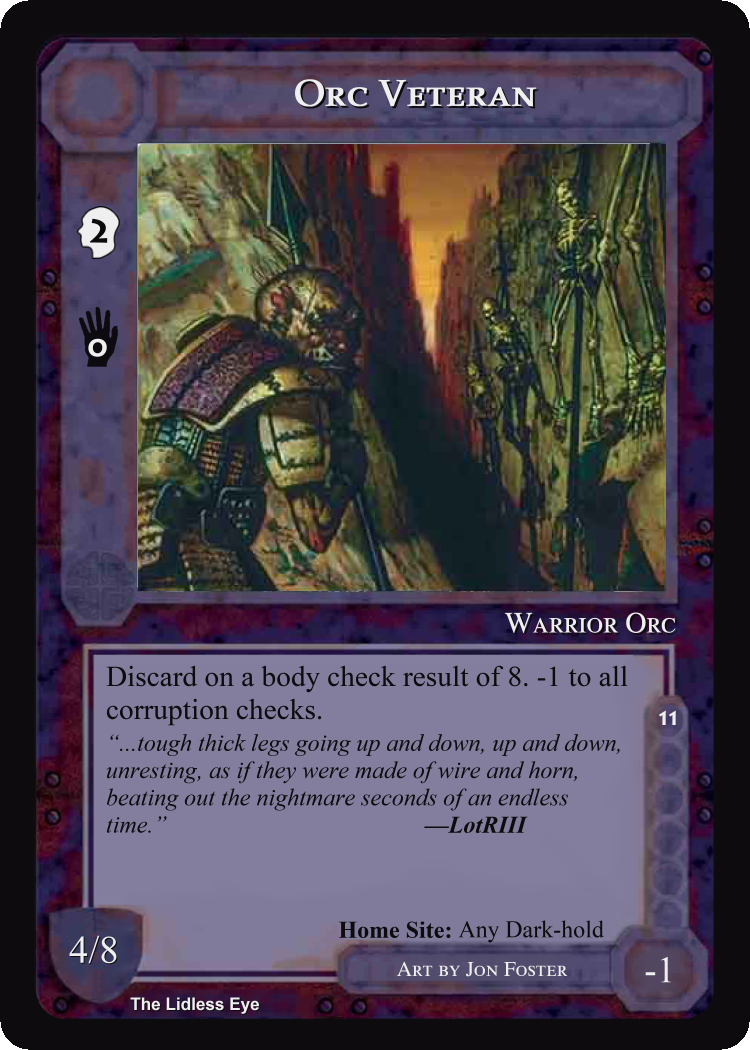 Orc Veteran
2
0
Warrior Orc
Discard on a body check result of 8. -1 to all
corruption checks.
“...tough thick legs going up and down, up and down,
unresting, as if they were made of wire and horn,
beating out the nightmare seconds of an endless
time.” —LotRIII
11
Home Site: Any Dark-hold
4/8
Art by Jon Foster
-1
The Lidless Eye